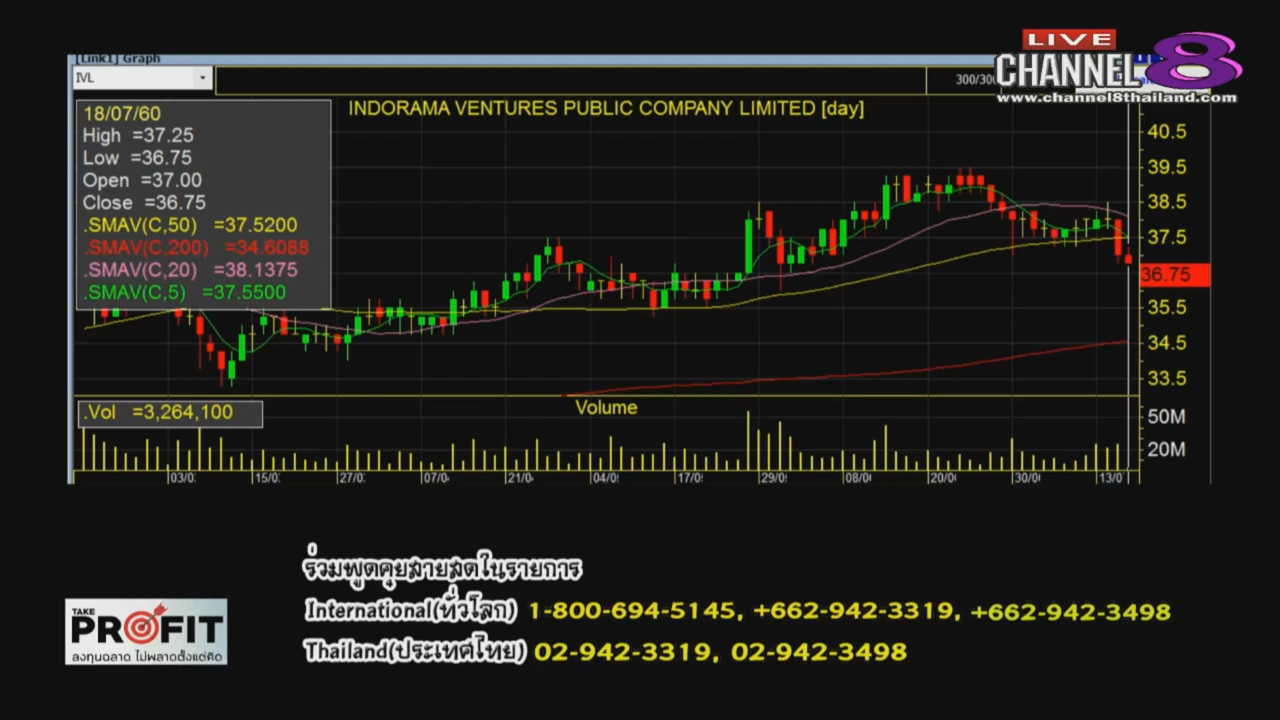 LIVE
CHANNEL 8
www.channel8thailand.com
[Link1] Graph
IVL
INDORAMA VENTURES PUBLIC COMPANY LIMITED [day]
18/07/60
High =37.25
Low =36.75
Open =37.00
Close =36.75
.SMAV(C,50) =37.5200
.SMAV(C,200) =34.6088
.SMAV(C,20) =38.1375
.SMAV(C,5) =37.5500
40.5
39.5
38.5
37.5
36.75
35.5
34.5
33.5
.Vol =3,264,100
Volume
50M
20M
03/0 15/0 27/0 07/0 21/0 04/0 17/0 29/0 08/0 20/0 30/0 13/0
ร่วมพูดคุยสายสดในรายการ
International(ทั่วโลก) 1-800-694-5145, +662-942-3319, +662-942-3498
Thailand(ประเทศไทย) 02-942-3319, 02-942-3498
TAKE
PROFIT
ลงทุนฉลาด ไม่พลาดตั้งแต่คิด